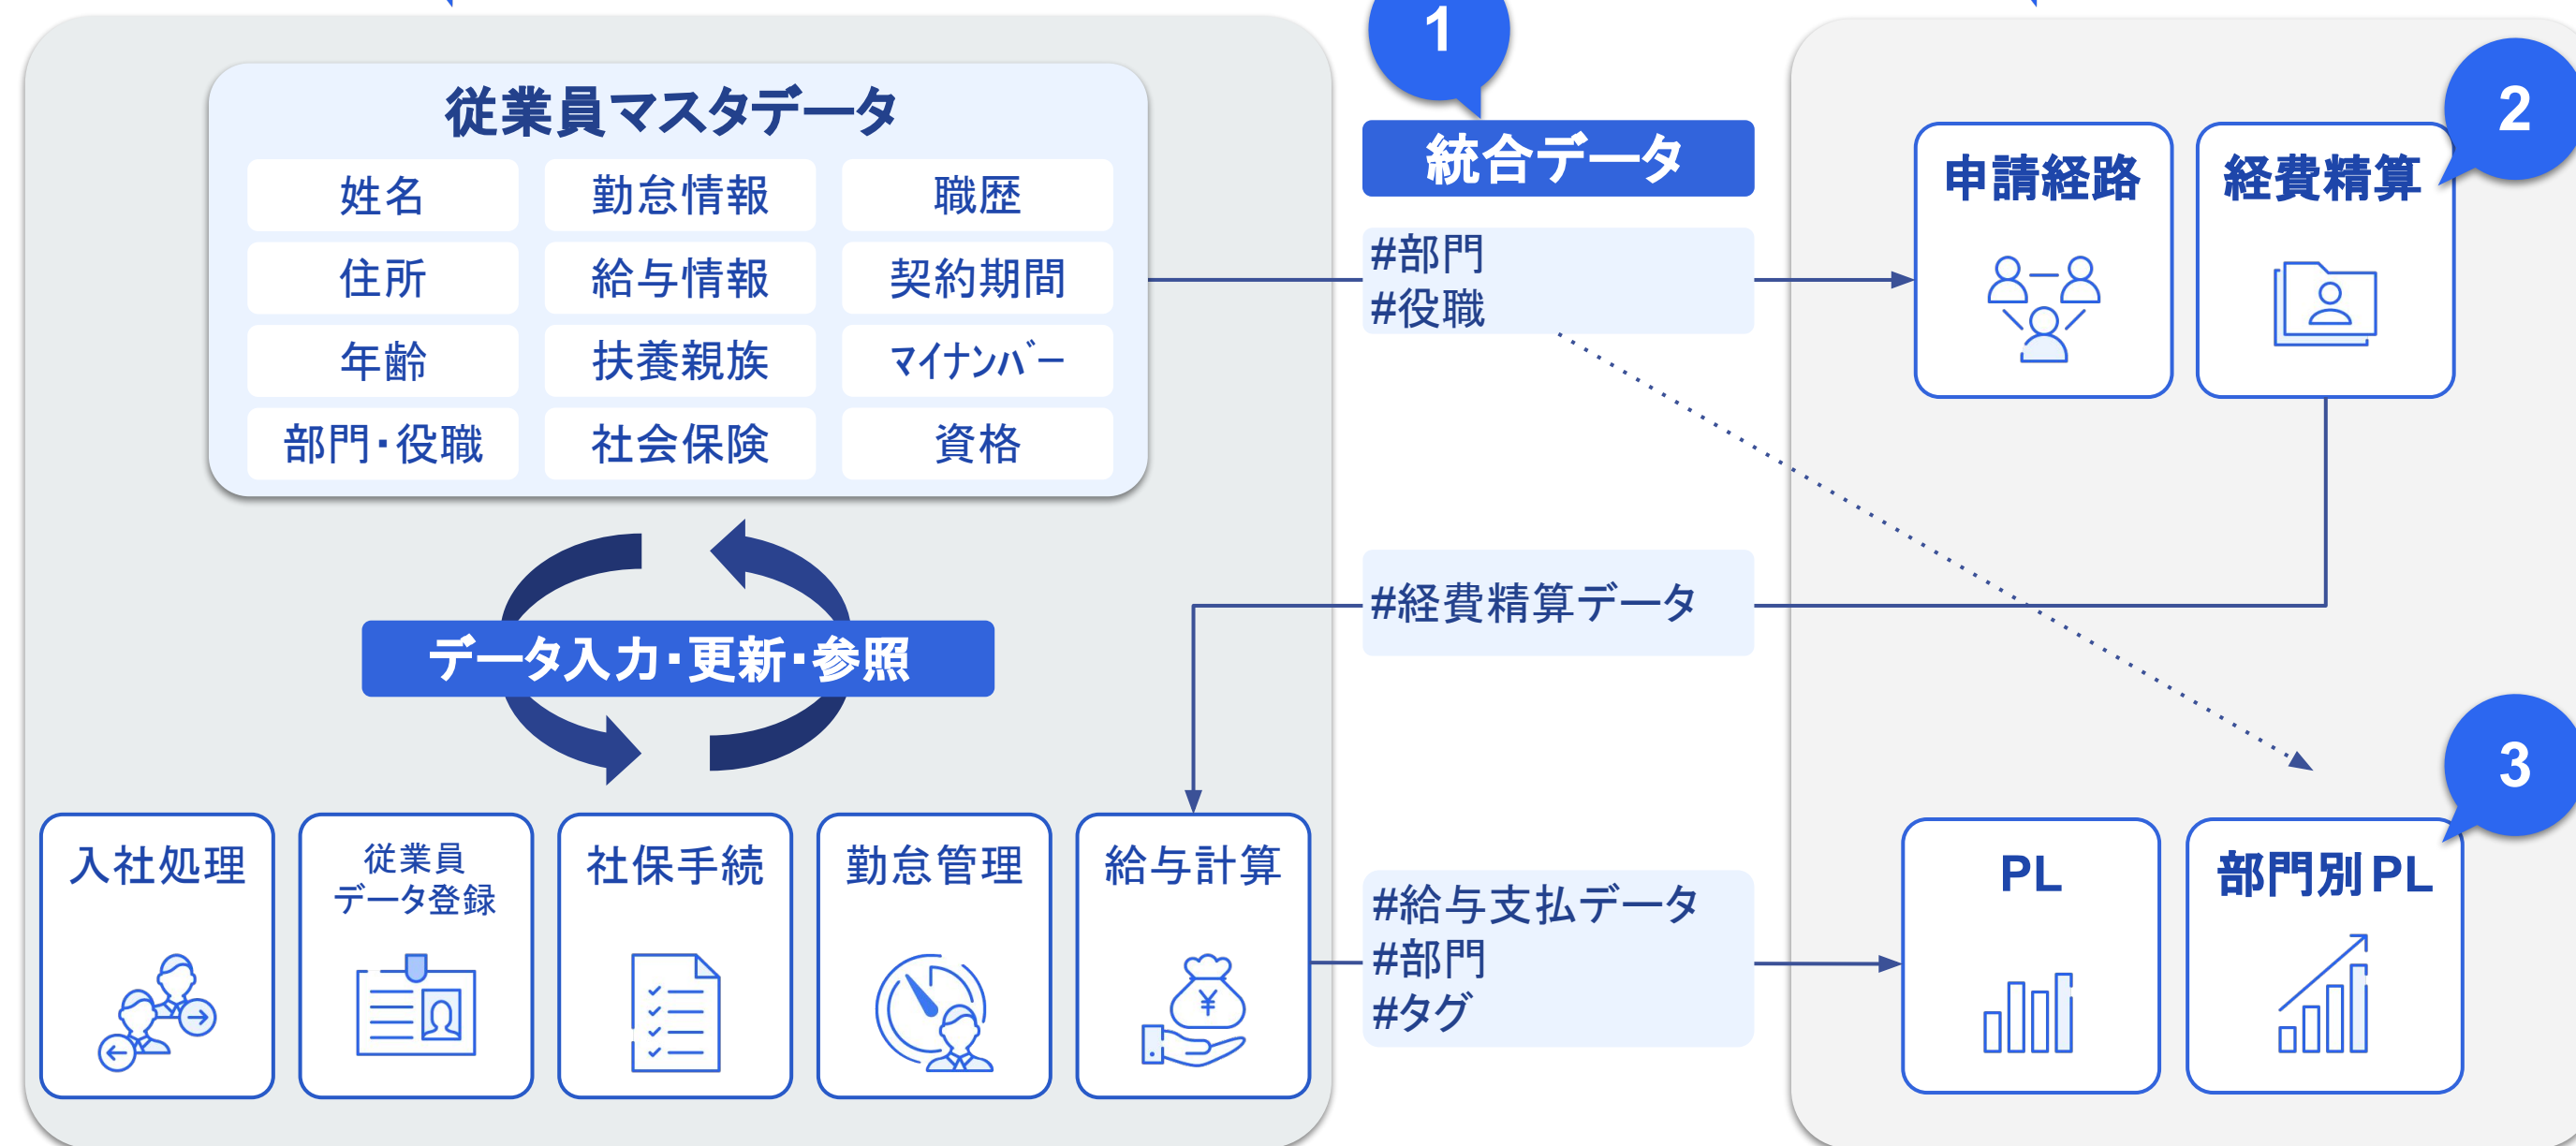 従業員マスタデータ
姓名
勤怠情報
職歴
住所
給与情報
契約期間
年齢
扶養親族
マイナンバー
部門・役職
社会保険
資格
データ入力・更新・参照
入社処理
従業員
データ登録
社保手続
勤怠管理
給与計算
1
統合データ
#部門
#役職
#経費精算データ
#給与支払データ
#部門
#タグ
2
申請経路
経費精算
¥
3
PL
部門別PL